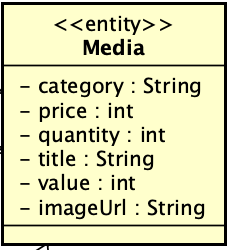 <<entity>>
Media
- category : String
- price : int
- quantity : int
- title : String
- value : int
- imageUrl : String